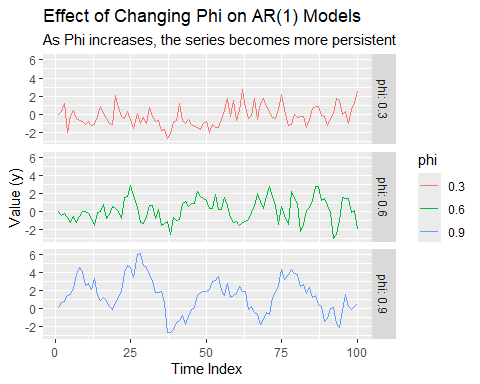 Effect of Changing Phi on AR(1) Models
As Phi increases, the series becomes more persistent
Value (y)
6
4
2
0
-2
phi: 0.3
6
4
2
0
-2
phi: 0.6
6
4
2
0
-2
phi: 0.9
0
25
50
75
100
Time Index
phi
0.3
0.6
0.9